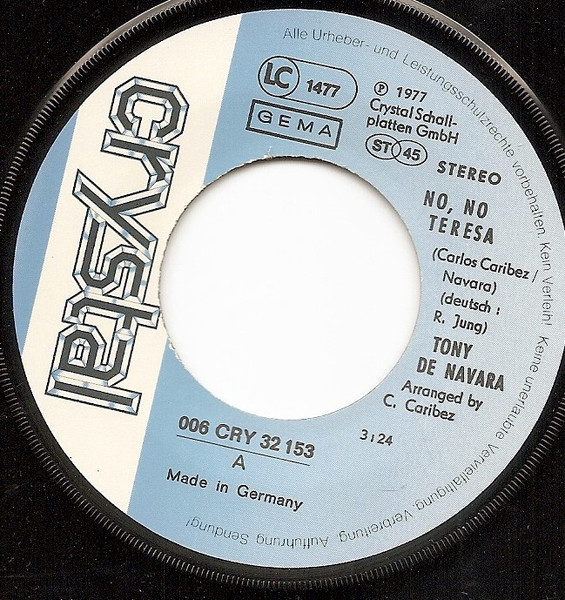 Alle Urheber- und Leistungsschutzrechte vorbehalten. Kein Verleih! Keine unerlaubte Vervielfältigung, Verbreitung, Aufführung, Sendung!
crystal
LC 1477
GEMA
℗ 1977
Crystal Schall-
platten GmbH
ST 45
STEREO
NO, NO
TERESA
(Carlos Caribez /
Navara)
(deutsch :
R. Jung)
TONY
DE NAVARA
Arranged by
C. Caribez
3:24
006 CRY 32 153
A
Made in Germany